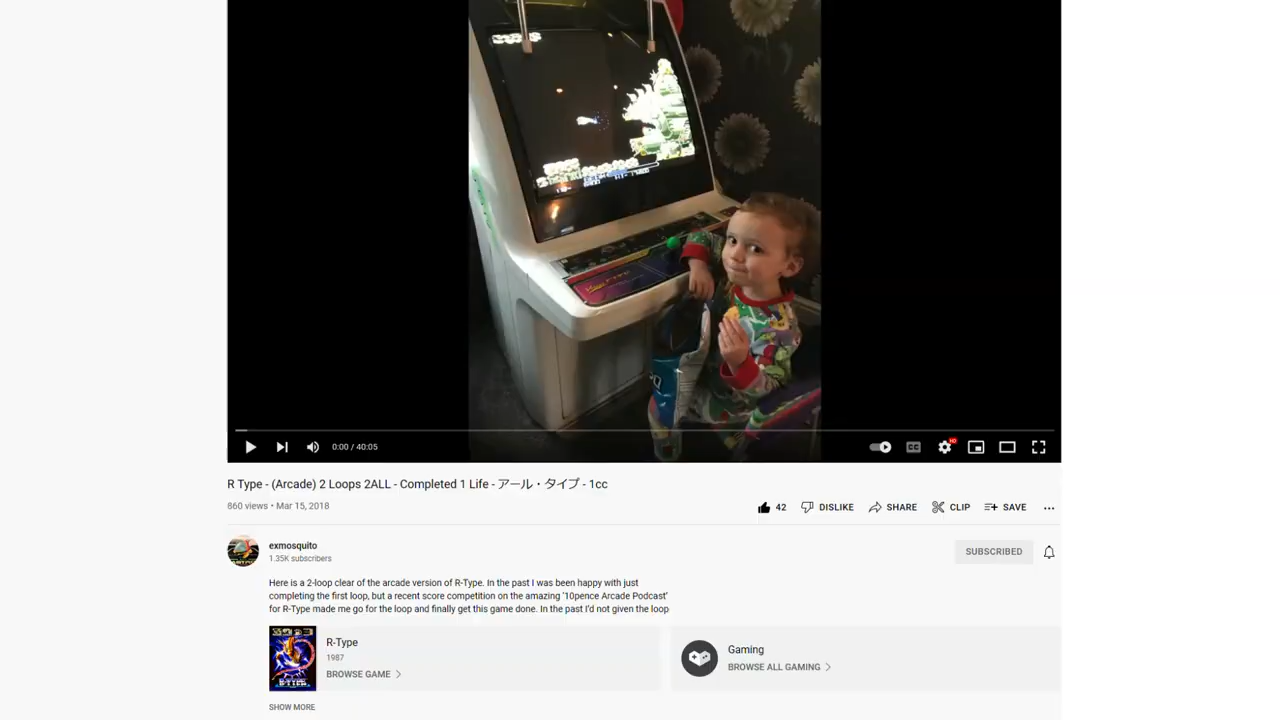 0:00 / 40:05
HD
CC
R Type - (Arcade) 2 Loops 2ALL - Completed 1 Life - アール・タイプ - 1cc
860 views • Mar 15, 2018
42 DISLIKE SHARE CLIP SAVE ...
exmosquito
1.35K subscribers
SUBSCRIBED
Here is a 2-loop clear of the arcade version of R-Type. In the past I was been happy with just
completing the first loop, but a recent score competition on the amazing '10pence Arcade Podcast'
for R-Type made me go for the loop and finally get this game done. In the past I'd not given the loop
R-TYPE
R-Type
1987
BROWSE GAME
Gaming
BROWSE ALL GAMING
SHOW MORE